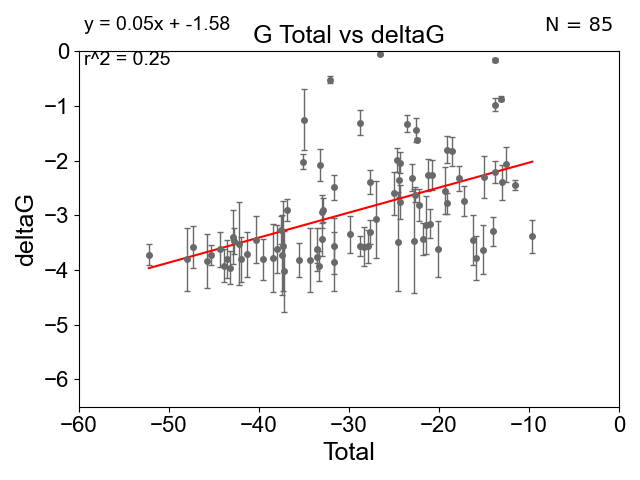 y = 0.05x + -1.58
N = 85
G Total vs deltaG
r^2 = 0.25
0
−1
−2
−3
−4
−5
−6
deltaG
−60 −50 −40 −30 −20 −10 0
Total